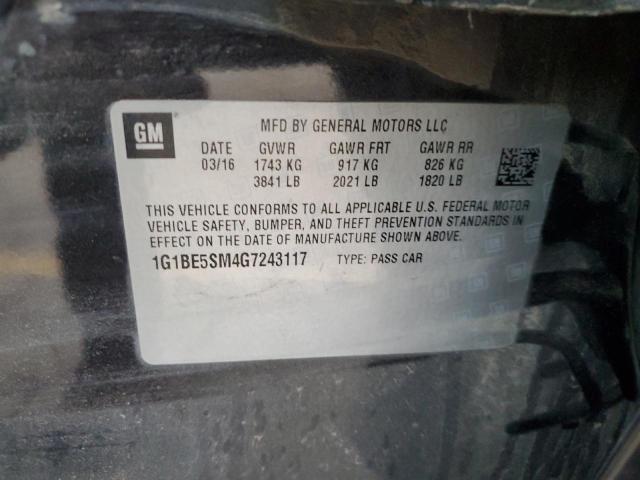 GM
MFD BY GENERAL MOTORS LLC
DATE GVWR GAWR FRT GAWR RR
03/16 1743 KG 917 KG 826 KG
3841 LB 2021 LB 1820 LB
THIS VEHICLE CONFORMS TO ALL APPLICABLE U.S. FEDERAL MOTOR
VEHICLE SAFETY, BUMPER, AND THEFT PREVENTION STANDARDS IN
EFFECT ON THE DATE OF MANUFACTURE SHOWN ABOVE.
1G1BE5SM4G7243117 TYPE: PASS CAR